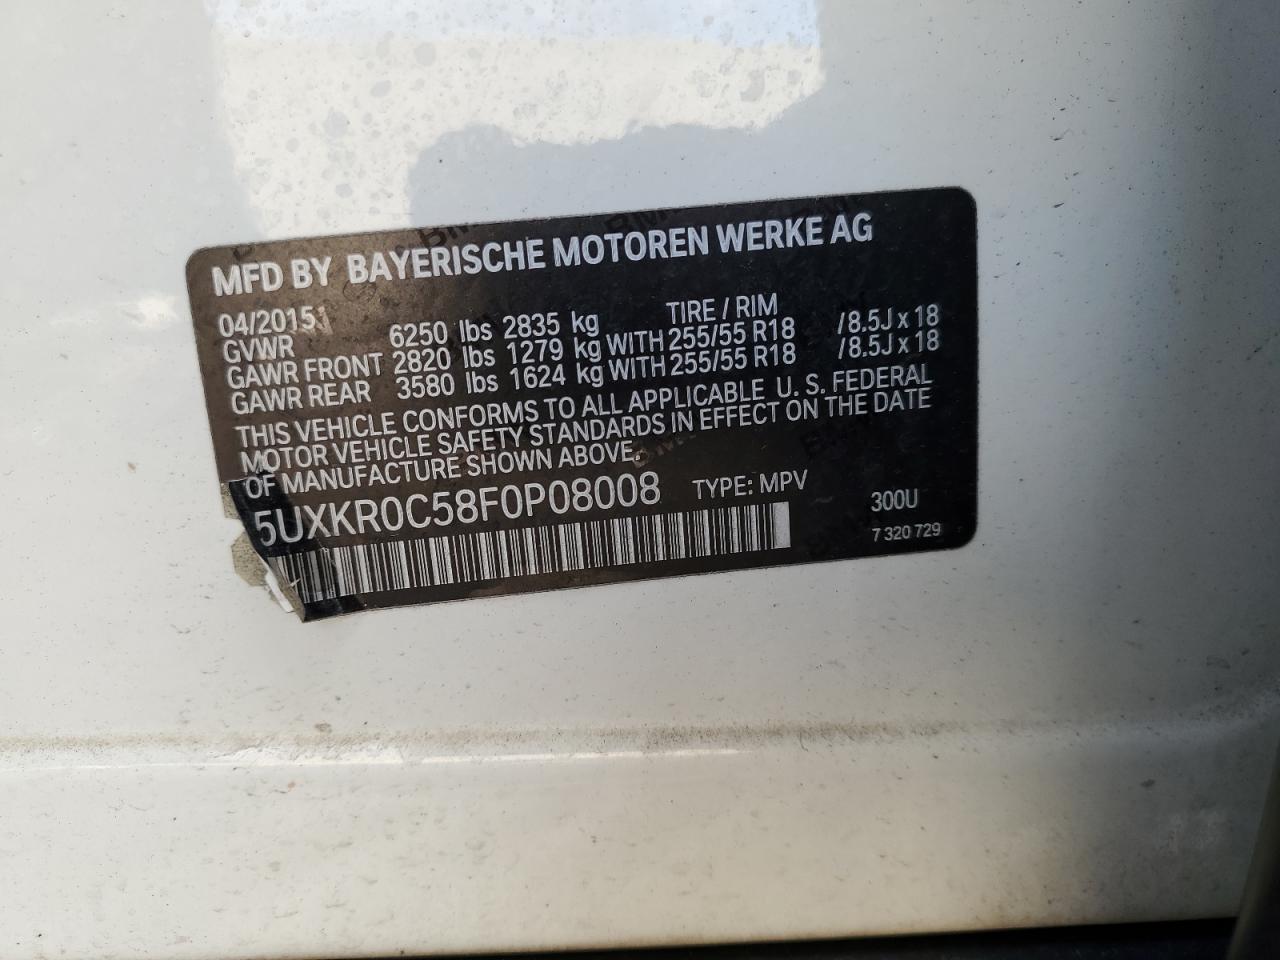 MFD BY BAYERISCHE MOTOREN WERKE AG
04/2015 TIRE / RIM
GVWR 6250 lbs 2835 kg
GAWR FRONT 2820 lbs 1279 kg WITH 255/55 R18 /8.5J x 18
GAWR REAR 3580 lbs 1624 kg WITH 255/55 R18 /8.5J x 18
THIS VEHICLE CONFORMS TO ALL APPLICABLE U. S. FEDERAL
MOTOR VEHICLE SAFETY STANDARDS IN EFFECT ON THE DATE
OF MANUFACTURE SHOWN ABOVE.
5UXKR0C58F0P08008 TYPE: MPV 300U
7 320 729